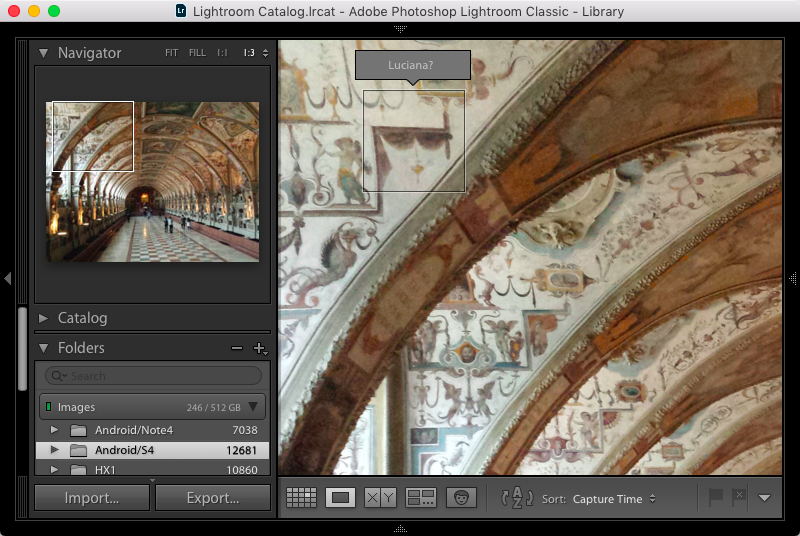 Lr Lightroom Catalog.lrcat - Adobe Photoshop Lightroom Classic - Library
Navigator FIT FILL 1:1 1:3
Luciana?
Catalog
Folders
Search
Images 246 / 512 GB
Android/Note4 7038
Android/S4 12681
HX1 10860
Import... Export...
X Y
A Z Sort: Capture Time